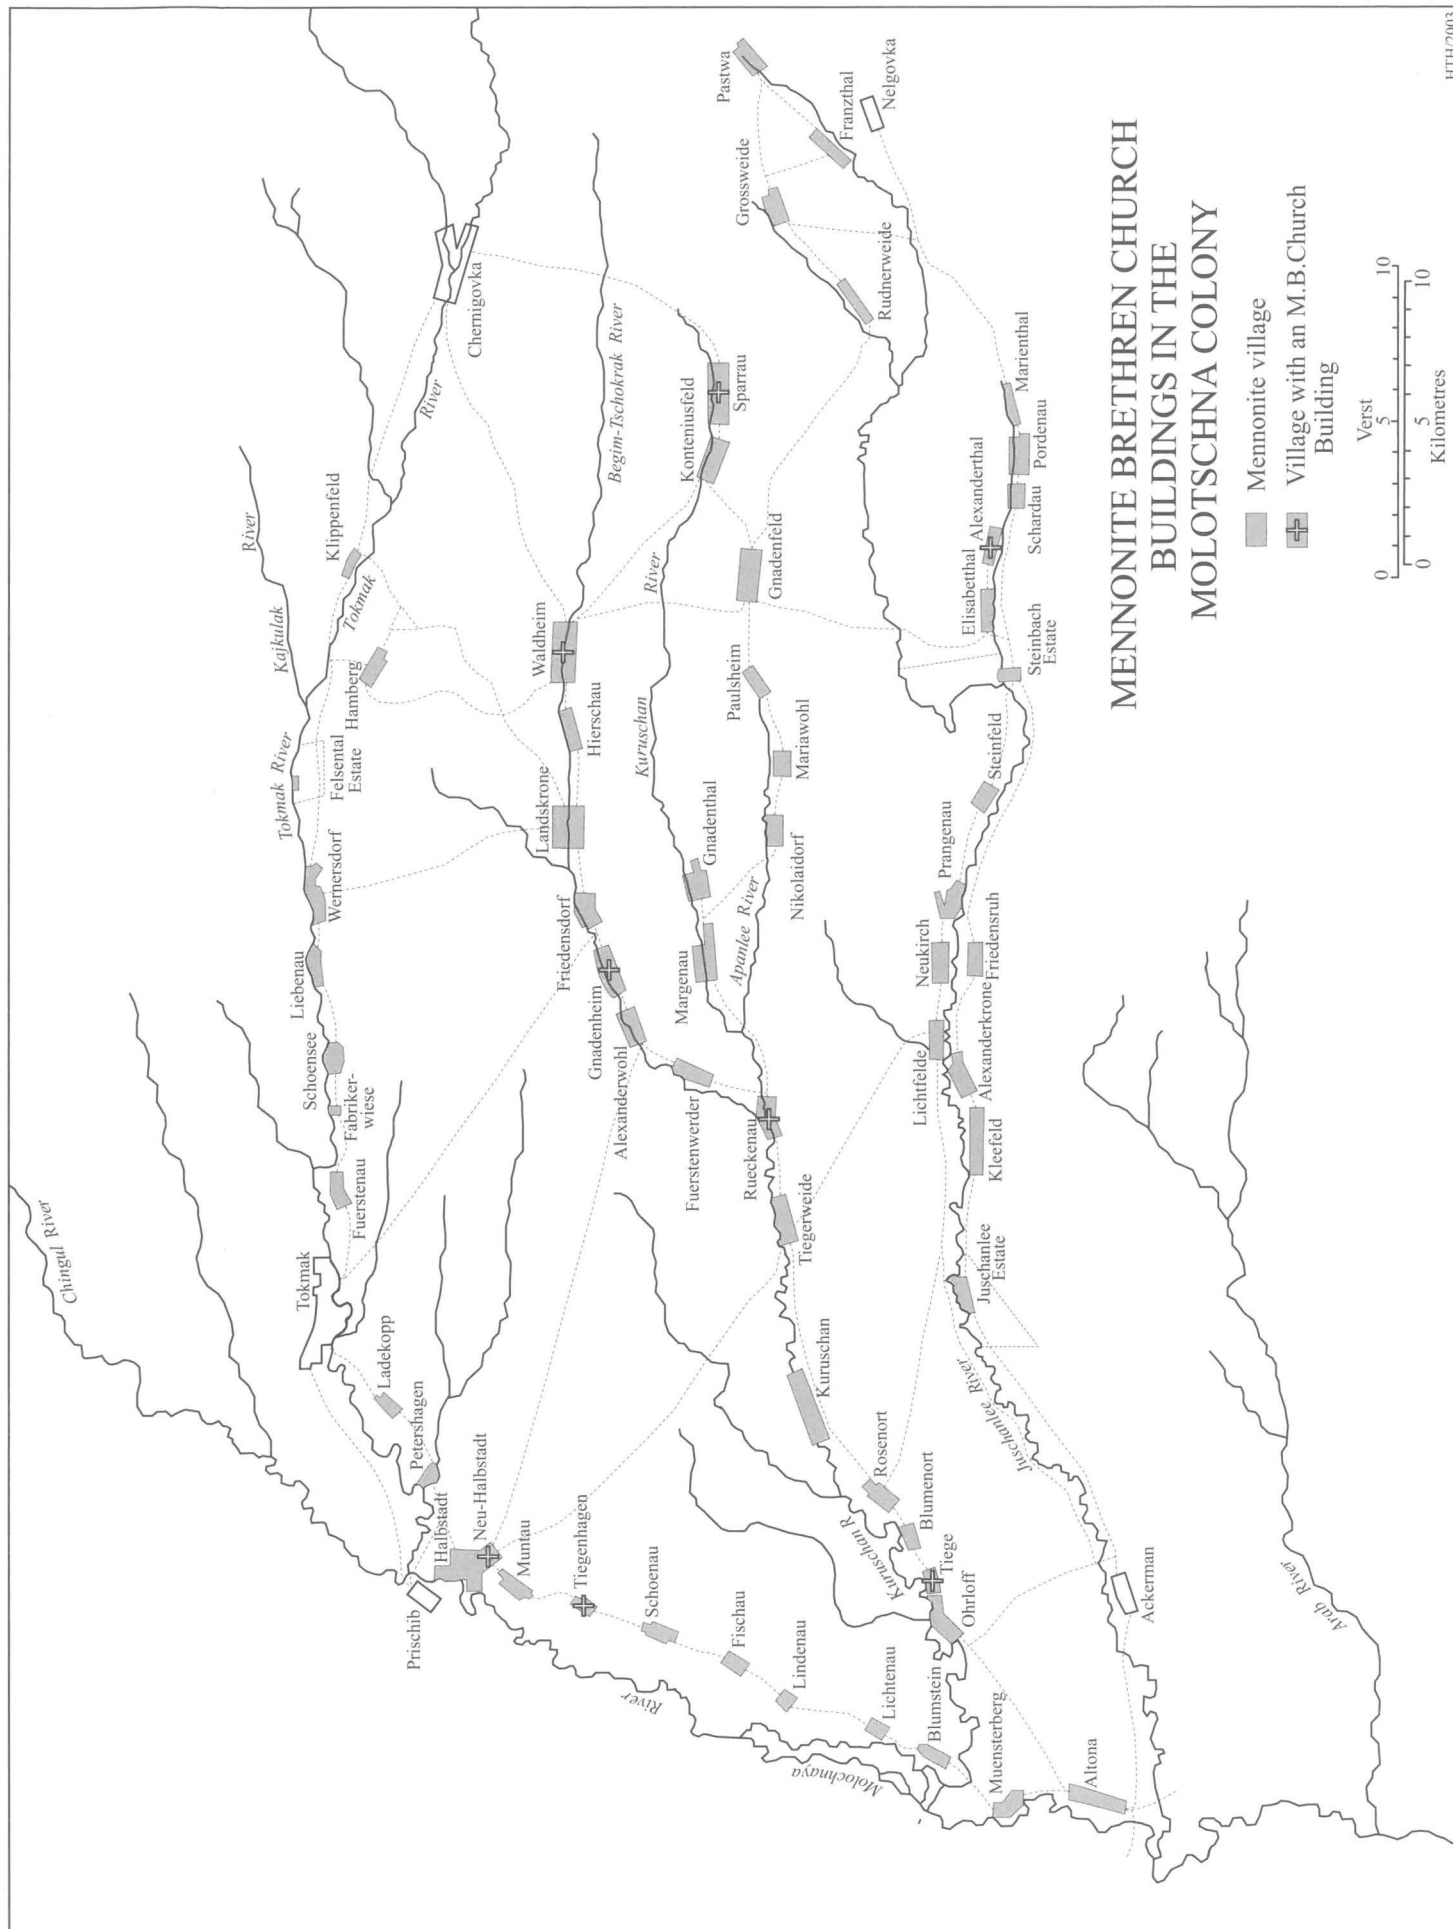 MENNONITE BRETHREN CHURCH
BUILDINGS IN THE
MOLOTSCHNA COLONY
Mennonite village
Village with an M.B.Church
Building
Verst
0
5
10
0
5
10
Kilometres
HTH/2003
Chingul River
Tokmak
Fuerstenau
Fabriker-
wiese
Schoensee
Liebenau
Wernersdorf
Tokmak River
Felsental
Estate
Kajkulak
River
Hamberg
Tokmak
River
Klippenfeld
Chernigovka
Ladekopp
Petershagen
Prischib
Halbstadt
Neu-Halbstadt
Muntau
Tiegenhagen
Schoenau
Fischau
Lindenau
Lichtenau
Blumstein
Muensterberg
Altona
Molochnaya
River
Landskrone
Hierschau
Waldheim
Begim-Tschokrak River
Friedensdorf
Gnadenheim
Alexanderwohl
Fuerstenwerder
Rueckenau
Tiegerweide
Kuruschan
Rosenort
Blumenort
Tiege
Ohrloff
Kuruschan R.
Margenau
Gnadenthal
Kuruschan
River
Konteniusfeld
Sparrau
Apanlee River
Nikolaidorf
Mariawohl
Paulsheim
Gnadenfeld
Rudnerweide
Grossweide
Pastwa
Franzthal
Nelgovka
Neukirch
Prangenau
Steinfeld
Lichtfelde
Alexanderkrone
Friedensruh
Kleefeld
Juschanlee
Estate
Juschanlee
River
Ackerman
Steinbach
Estate
Elisabetthal
Alexanderthal
Schardau
Pordenau
Marienthal
Arab River